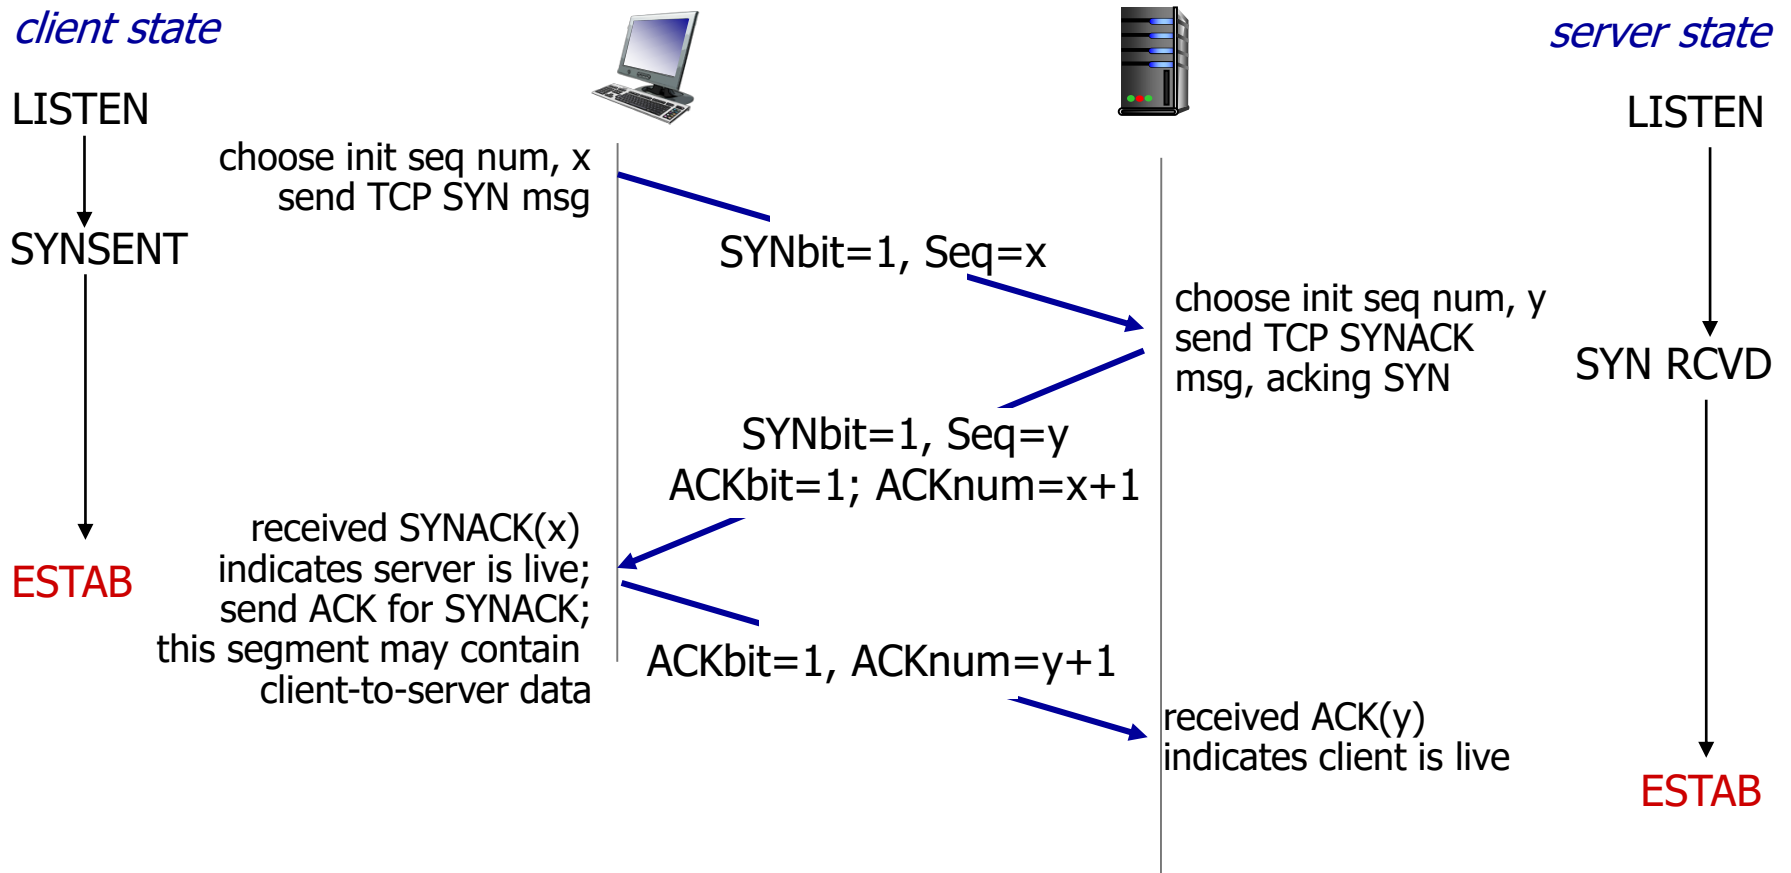 client state
server state
LISTEN
LISTEN
choose init seq num, x
send TCP SYN msg
SYNSENT
SYNbit=1, Seq=x
choose init seq num, y
send TCP SYNACK
msg, acking SYN
SYN RCVD
SYNbit=1, Seq=y
ACKbit=1; ACKnum=x+1
received SYNACK(x)
indicates server is live;
send ACK for SYNACK;
this segment may contain
client-to-server data
ESTAB
ACKbit=1, ACKnum=y+1
received ACK(y)
indicates client is live
ESTAB